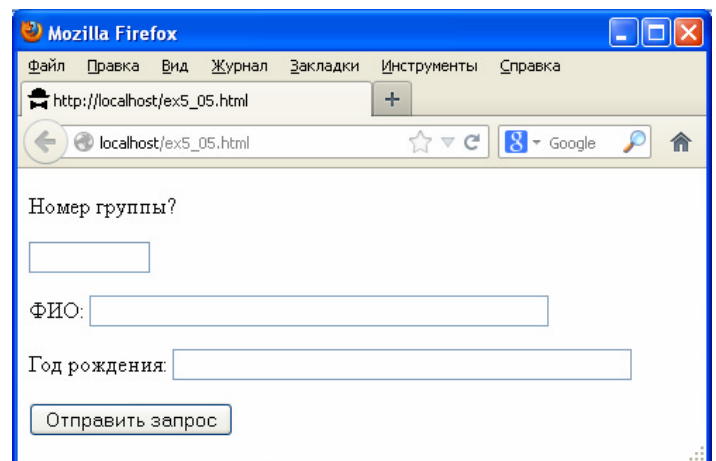 Mozilla Firefox
Файл Правка Вид Журнал Закладки Инструменты Справка
http://localhost/ex5_05.html +
localhost/ex5_05.html 8 Google
Номер группы?
ФИО:
Год рождения:
Отправить запрос